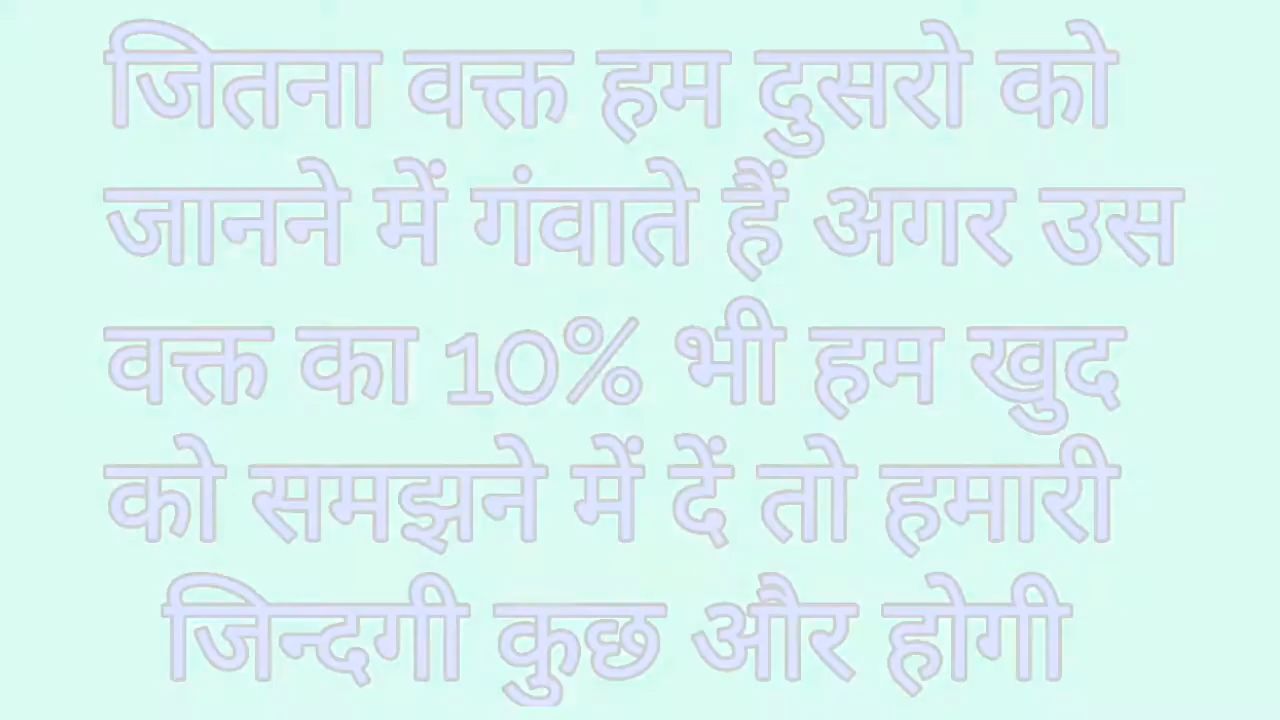 जितना वक्त हम दुसरो को
जानने में गंवाते हैं अगर उस
वक्त का 10% भी हम खुद
को समझने में दें तो हमारी
जिन्दगी कुछ और होगी